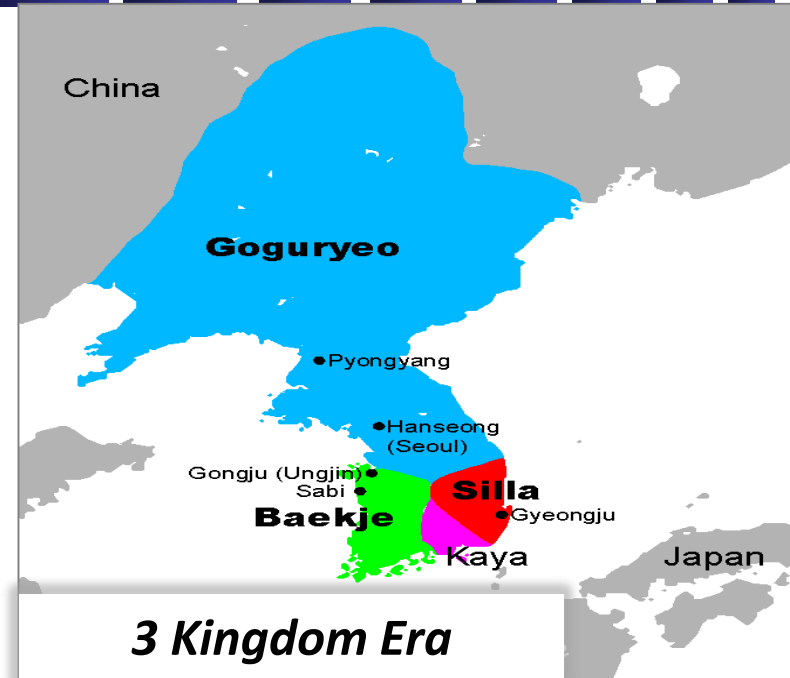 China
Goguryeo
Pyongyang
Hanseong
(Seoul)
Gongju (Ungjin)
Sabi
Silla
Baekje
Gyeongju
Kaya
Japan
3 Kingdom Era